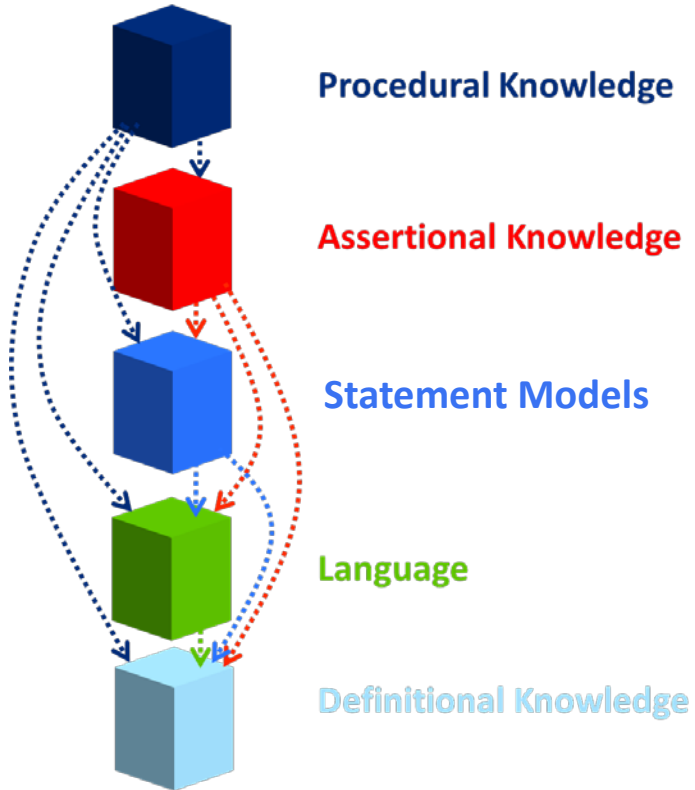 Procedural Knowledge
Assertional Knowledge
Statement Models
Language
Definitional Knowledge